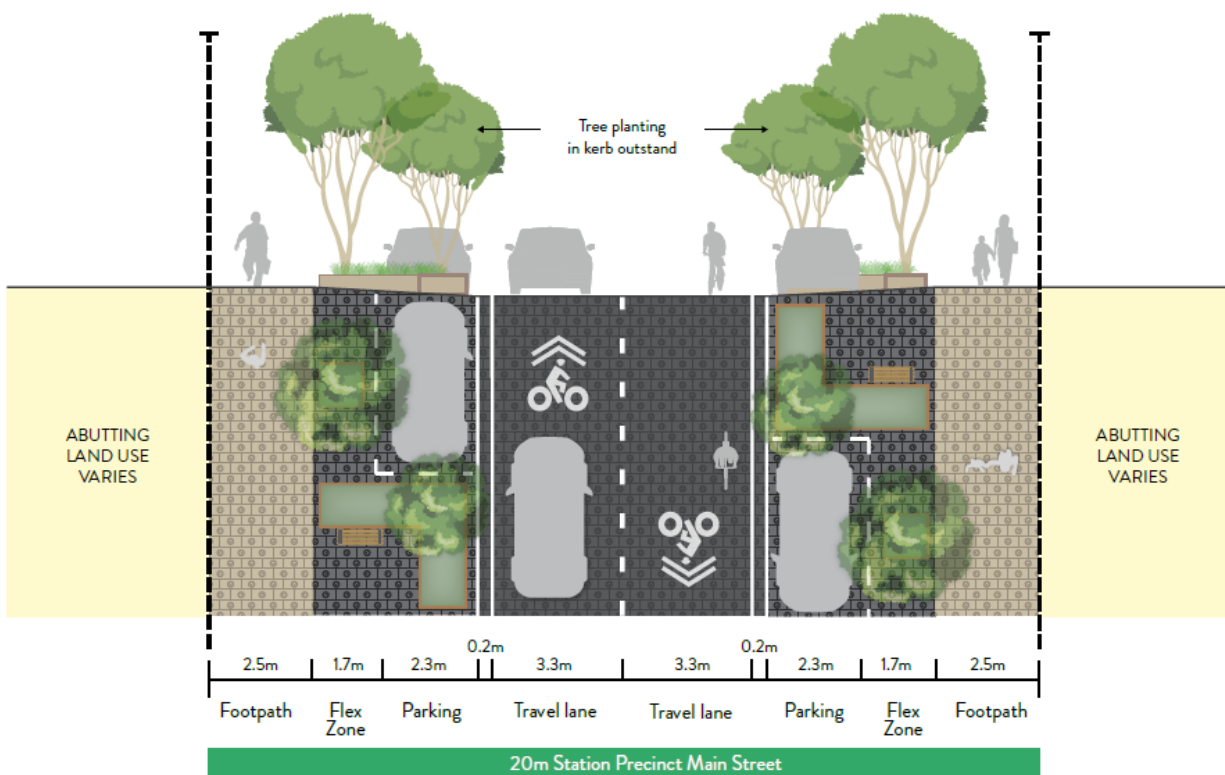 Tree planting
in kerb outstand
ABUTTING
LAND USE
VARIES
ABUTTING
LAND USE
VARIES
0.2m
0.2m
2.5m
1.7m
2.3m
3.3m
3.3m
2.3m
1.7m
2.5m
Footpath
Flex
Zone
Parking
Travel lane
Travel lane
Parking
Flex
Zone
Footpath
20m Station Precinct Main Street